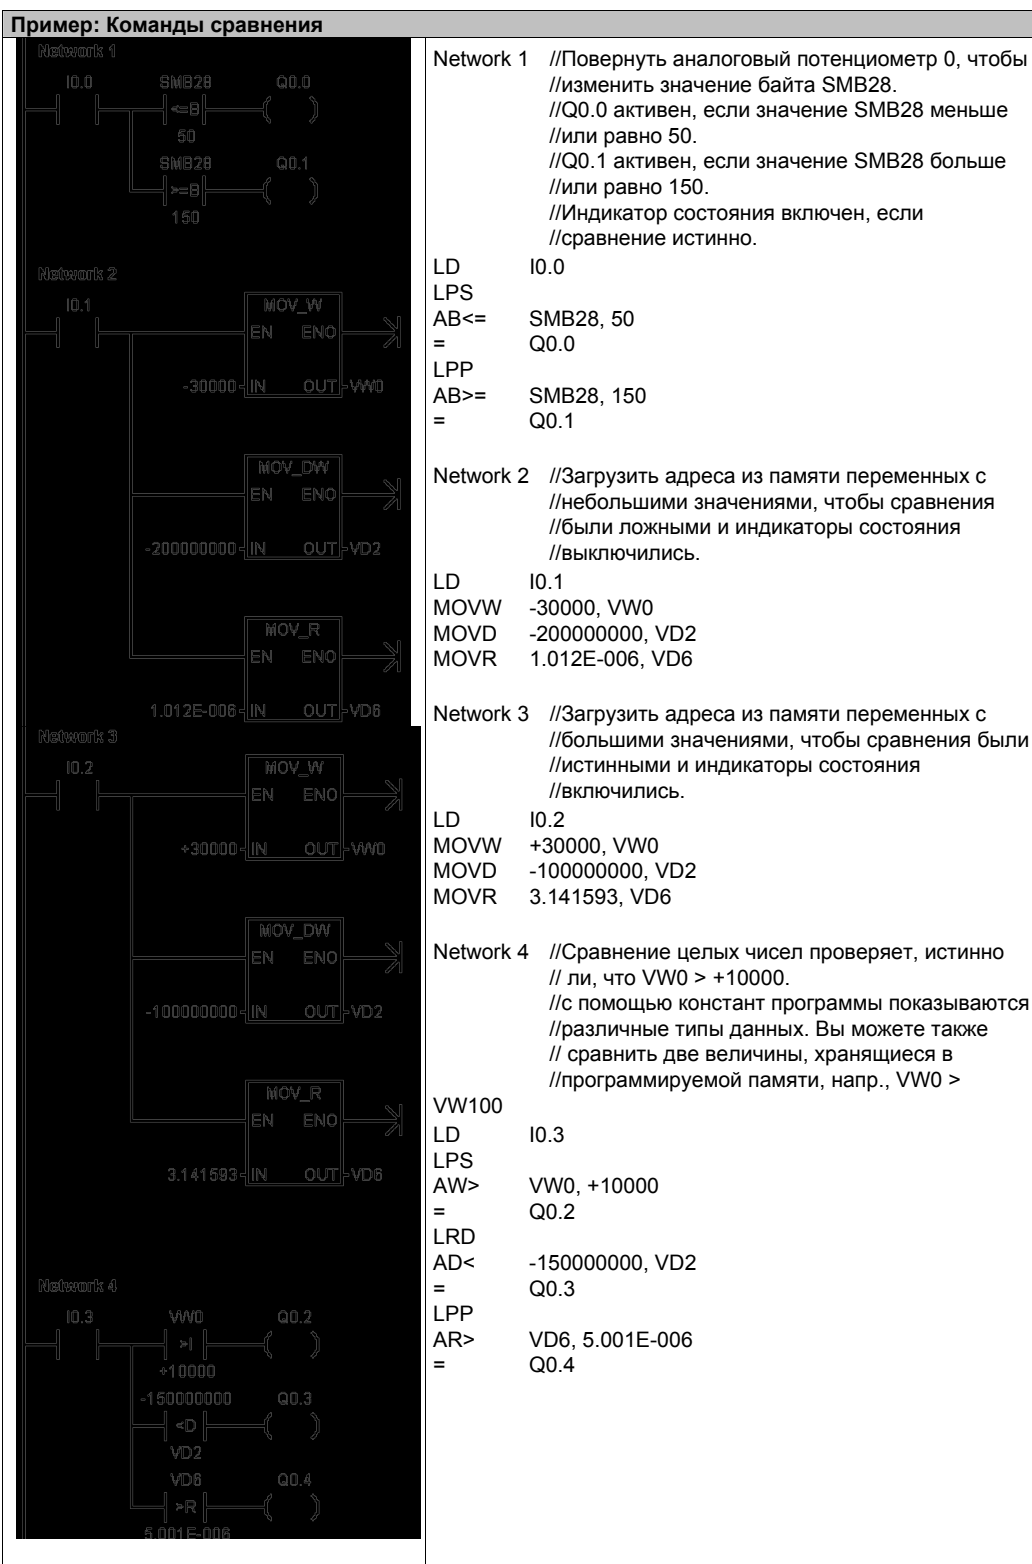 Пример: Команды сравнения
Network 1
I0.0 SMB28 Q0.0
<=B
50
SMB28 Q0.1
>=B
150
Network 2
I0.1
MOV_W
EN ENO
-30000 IN OUT VW0
MOV_DW
EN ENO
-200000000 IN OUT VD2
MOV_R
EN ENO
1.012E-006 IN OUT VD6
Network 3
I0.2
MOV_W
EN ENO
+30000 IN OUT VW0
MOV_DW
EN ENO
-100000000 IN OUT VD2
MOV_R
EN ENO
3.141593 IN OUT VD6
Network 4
I0.3 VW0 Q0.2
>I
+10000
-150000000 Q0.3
<D
VD2
VD6 Q0.4
>R
5.001E-006
Network 1 //Повернуть аналоговый потенциометр 0, чтобы
//изменить значение байта SMB28.
//Q0.0 активен, если значение SMB28 меньше
//или равно 50.
//Q0.1 активен, если значение SMB28 больше
//или равно 150.
//Индикатор состояния включен, если
//сравнение истинно.
LD I0.0
LPS
AB<= SMB28, 50
= Q0.0
LPP
AB>= SMB28, 150
= Q0.1
Network 2 //Загрузить адреса из памяти переменных с
//небольшими значениями, чтобы сравнения
//были ложными и индикаторы состояния
//выключились.
LD I0.1
MOVW -30000, VW0
MOVD -200000000, VD2
MOVR 1.012E-006, VD6
Network 3 //Загрузить адреса из памяти переменных с
//большими значениями, чтобы сравнения были
//истинными и индикаторы состояния
//включились.
LD I0.2
MOVW +30000, VW0
MOVD -100000000, VD2
MOVR 3.141593, VD6
Network 4 //Сравнение целых чисел проверяет, истинно
// ли, что VW0 > +10000.
//с помощью констант программы показываются
//различные типы данных. Вы можете также
// сравнить две величины, хранящиеся в
//программируемой памяти, напр., VW0 >
VW100
LD I0.3
LPS
AW> VW0, +10000
= Q0.2
LRD
AD< -150000000, VD2
= Q0.3
LPP
AR> VD6, 5.001E-006
= Q0.4